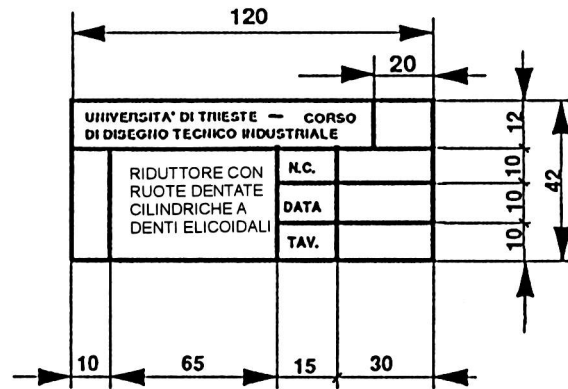 120
20
UNIVERSITA' DI TRIESTE — CORSO
DI DISEGNO TECNICO INDUSTRIALE
12
RIDUTTORE CON
RUOTE DENTATE
CILINDRICHE A
DENTI ELICOIDALI
N.C.
DATA
TAV.
10
10
10
42
10
65
15
30